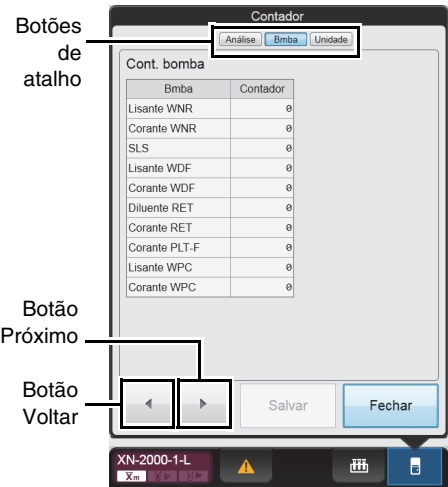 Contador
Botões
de
atalho
Análise Bmba Unidade
Cont. bomba
Bmba Contador
Lisante WNR 0
Corante WNR 0
SLS 0
Lisante WDF 0
Corante WDF 0
Diluente RET 0
Corante RET 0
Corante PLT-F 0
Lisante WPC 0
Corante WPC 0
Botão
Próximo
Botão
Voltar
Salvar Fechar
XN-2000-1-L
Xm